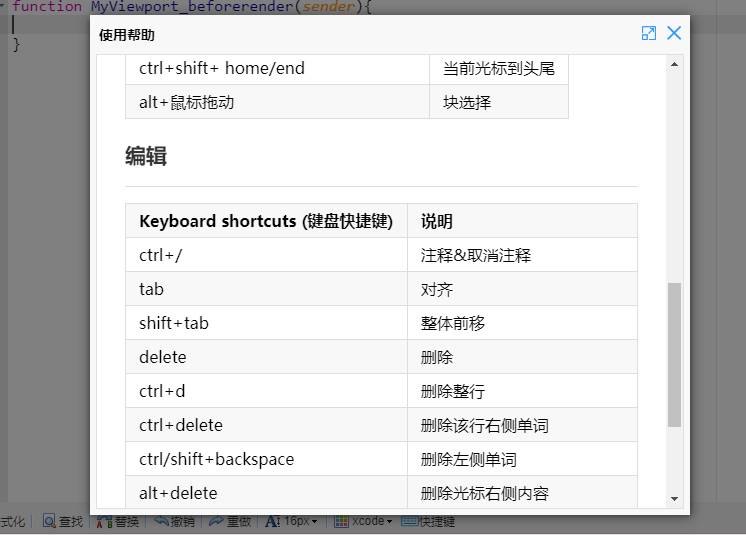 function MyViewport_beforerender(sender){
}
使用帮助
ctrl+shift+ home/end 当前光标到头尾
alt+鼠标拖动 块选择
编辑
Keyboard shortcuts (键盘快捷键) 说明
ctrl+/ 注释&取消注释
tab 对齐
shift+tab 整体前移
delete 删除
ctrl+d 删除整行
ctrl+delete 删除该行右侧单词
ctrl/shift+backspace 删除左侧单词
alt+delete 删除光标右侧内容
式化 查找 替换 撤销 重做 16px xcode 快捷键